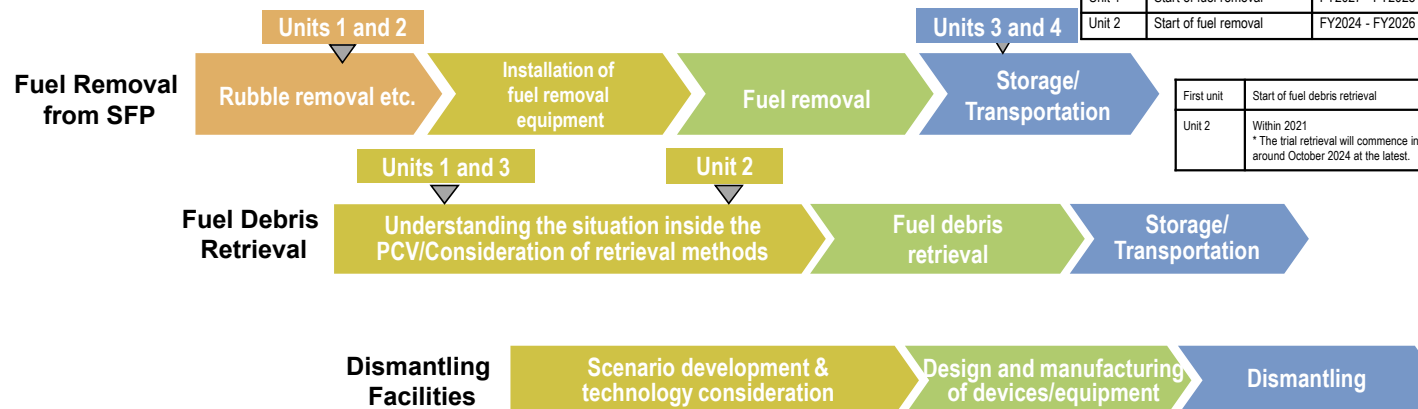 Unit 2 Start of fuel removal FY2024 - FY2026
Units 1 and 2
Units 3 and 4
Fuel Removal
from SFP
Rubble removal etc.
Installation of
fuel removal
equipment
Fuel removal
Storage/
Transportation
First unit Start of fuel debris retrieval
Unit 2 Within 2021
* The trial retrieval will commence in
around October 2024 at the latest.
Units 1 and 3
Unit 2
Fuel Debris
Retrieval
Understanding the situation inside the
PCV/Consideration of retrieval methods
Fuel debris
retrieval
Storage/
Transportation
Dismantling
Facilities
Scenario development &
technology consideration
Design and manufacturing
of devices/equipment
Dismantling